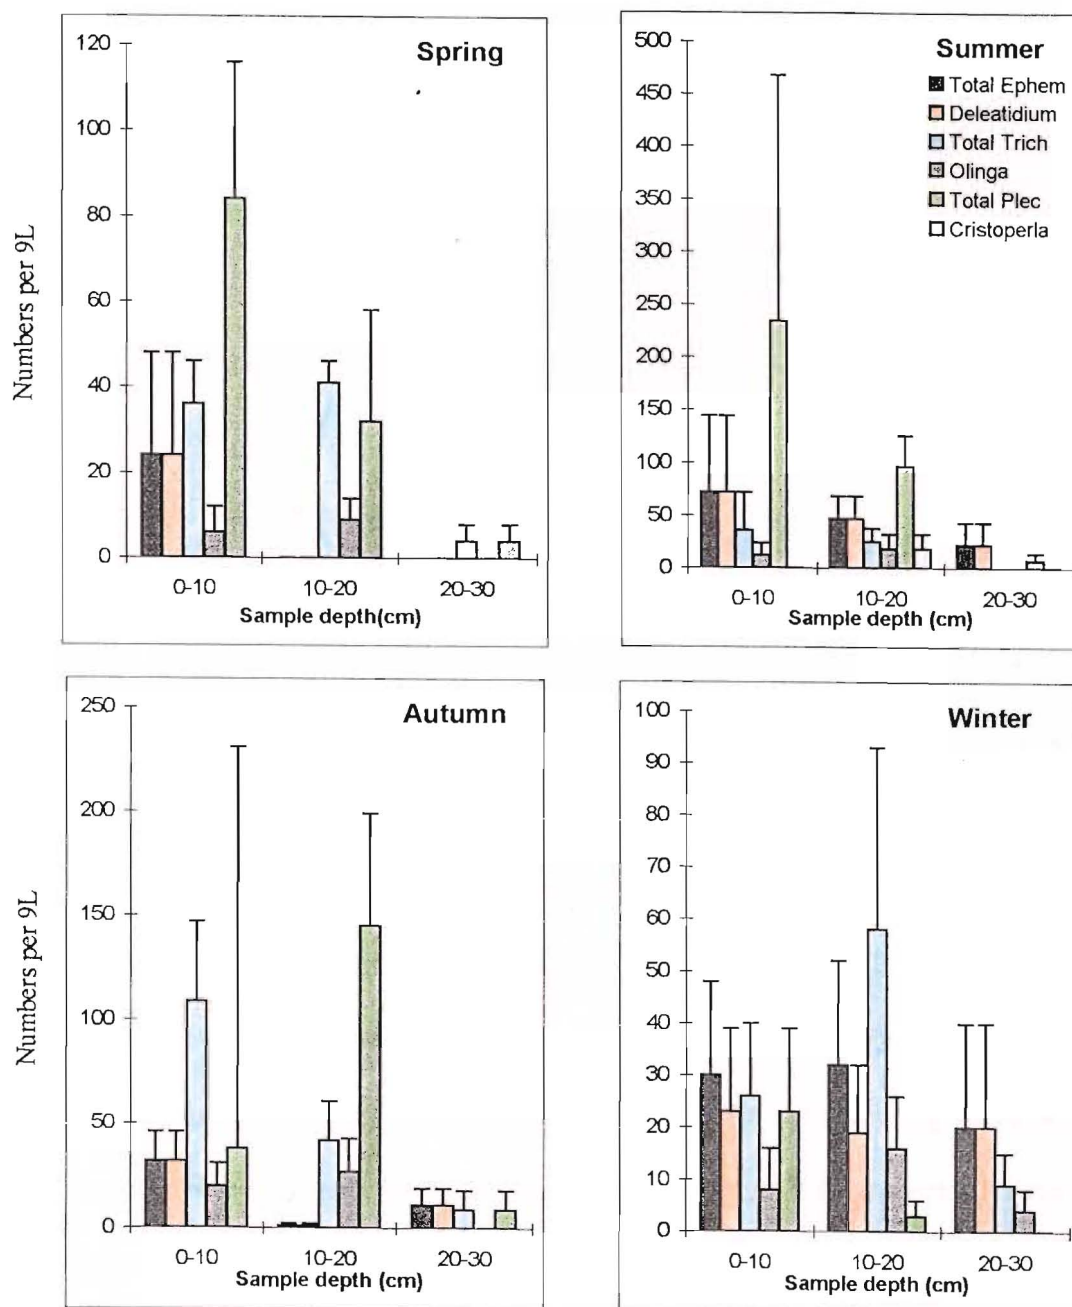 Spring
120
100
80
60
40
20
0
Numbers per 9L
0-10 10-20 20-30
Sample depth(cm)
Summer
Total Ephem
Deleatidium
Total Trich
Olinga
Total Plec
Cristoperla
500
450
400
350
300
250
200
150
100
50
0
0-10 10-20 20-30
Sample depth (cm)
Autumn
250
200
150
100
50
0
Numbers per 9L
0-10 10-20 20-30
Sample depth (cm)
Winter
100
90
80
70
60
50
40
30
20
10
0
0-10 10-20 20-30
Sample depth (cm)